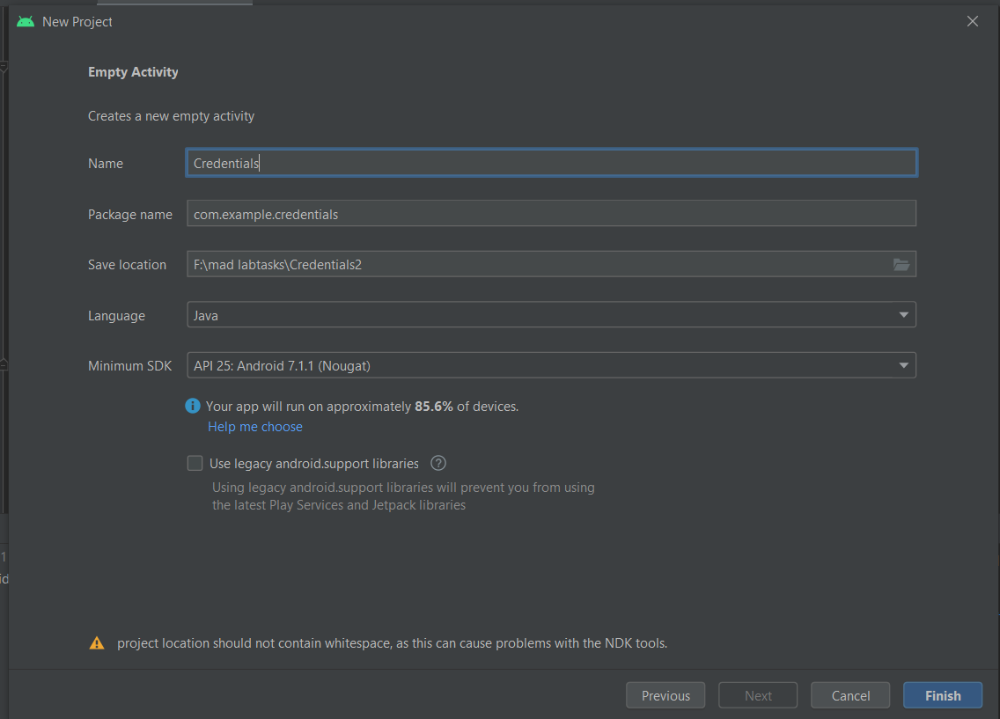 New Project
Empty Activity
Creates a new empty activity
Name
Credentials
Package name
com.example.credentials
Save location
F:\mad labtasks\Credentials2
Language
Java
Minimum SDK
API 25: Android 7.1.1 (Nougat)
Your app will run on approximately 85.6% of devices.
Help me choose
Use legacy android.support libraries
Using legacy android.support libraries will prevent you from using
the latest Play Services and Jetpack libraries
1
id
project location should not contain whitespace, as this can cause problems with the NDK tools.
Previous
Next
Cancel
Finish